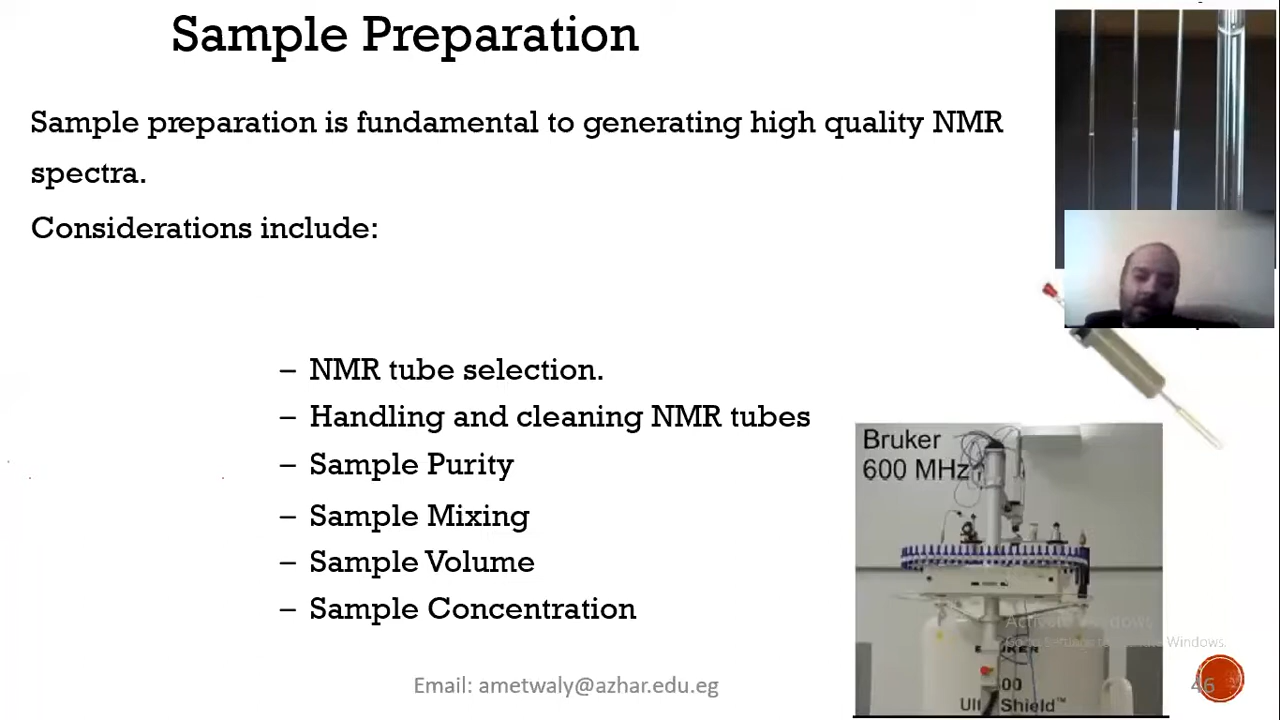 Sample Preparation
Sample preparation is fundamental to generating high quality NMR
spectra.
Considerations include:
– NMR tube selection.
– Handling and cleaning NMR tubes
– Sample Purity
– Sample Mixing
– Sample Volume
– Sample Concentration
Bruker
600 MHz
Activate Windows
Go to Settings to activate Windows.
Shield™
Email: ametwaly@azhar.edu.eg
46